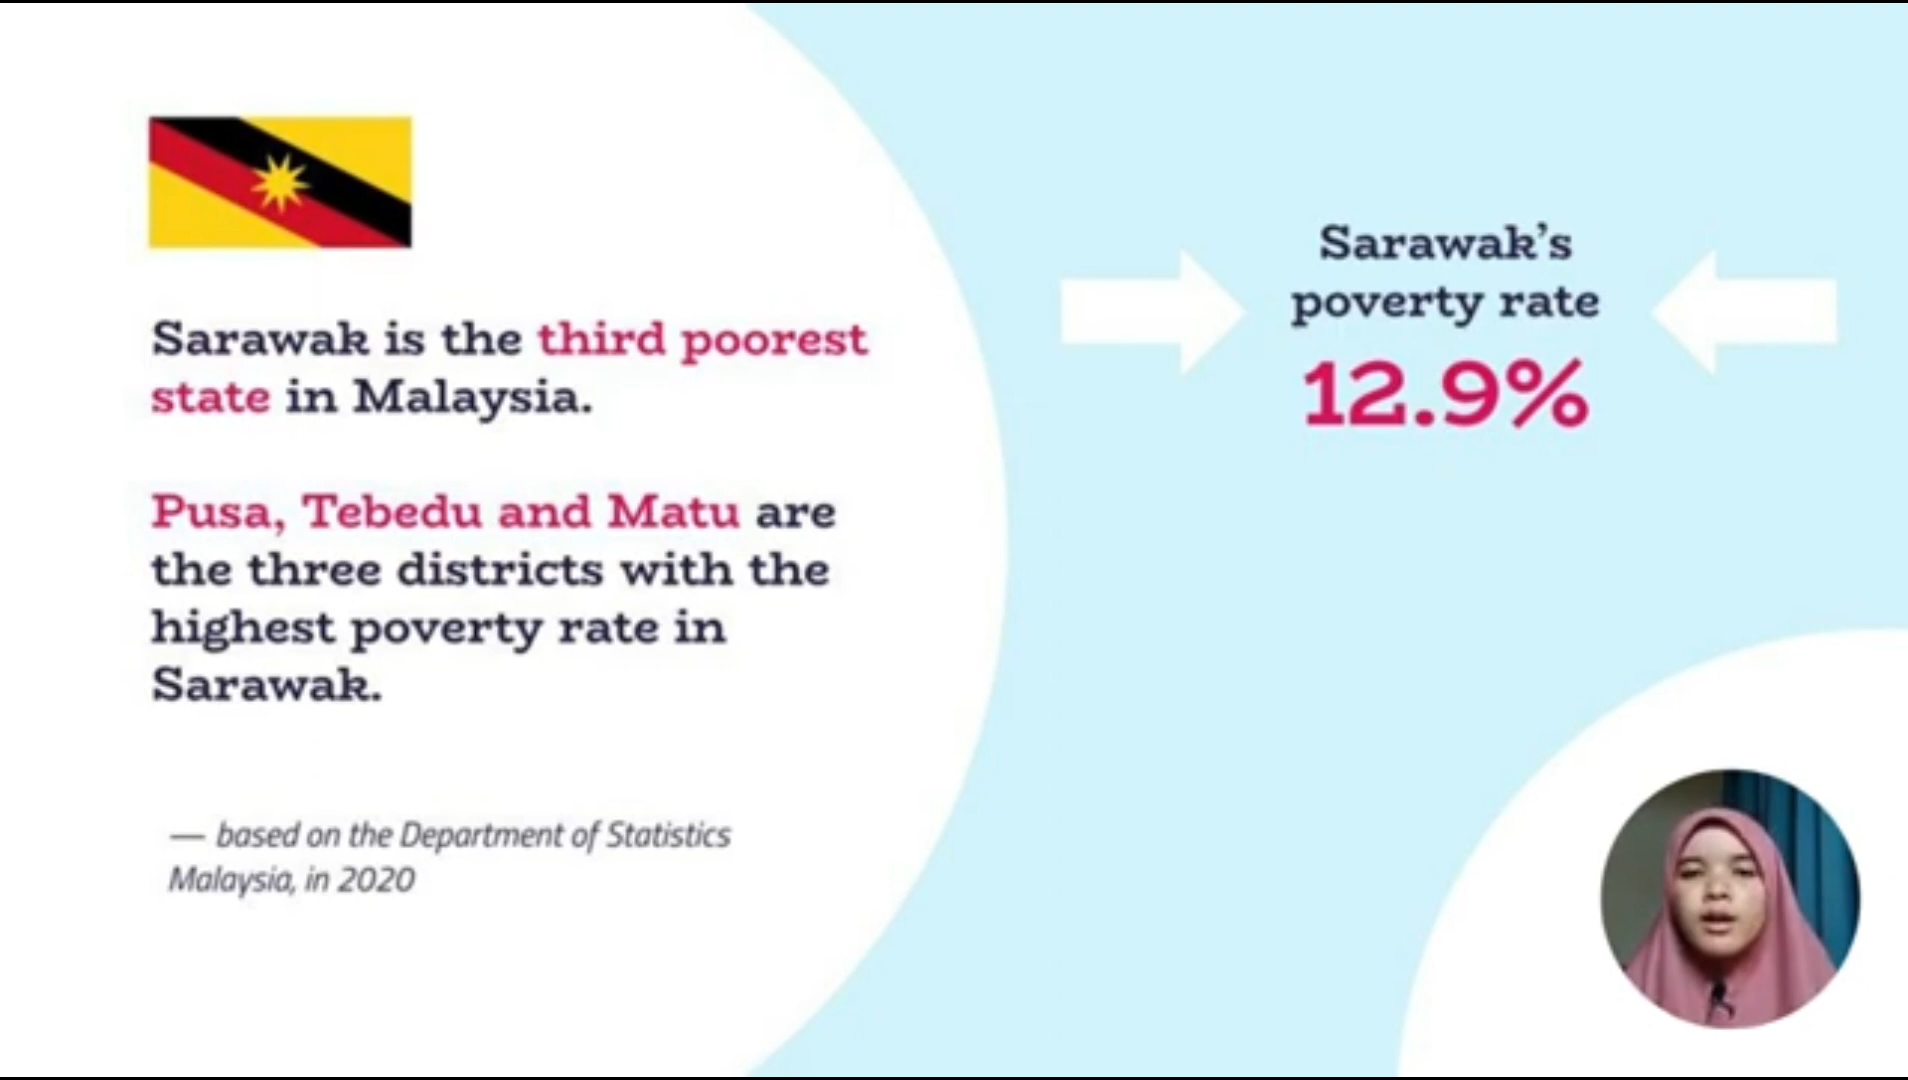 Sarawak is the third poorest
state in Malaysia.
Pusa, Tebedu and Matu are
the three districts with the
highest poverty rate in
Sarawak.
— based on the Department of Statistics
Malaysia, in 2020
Sarawak’s
poverty rate
12.9%